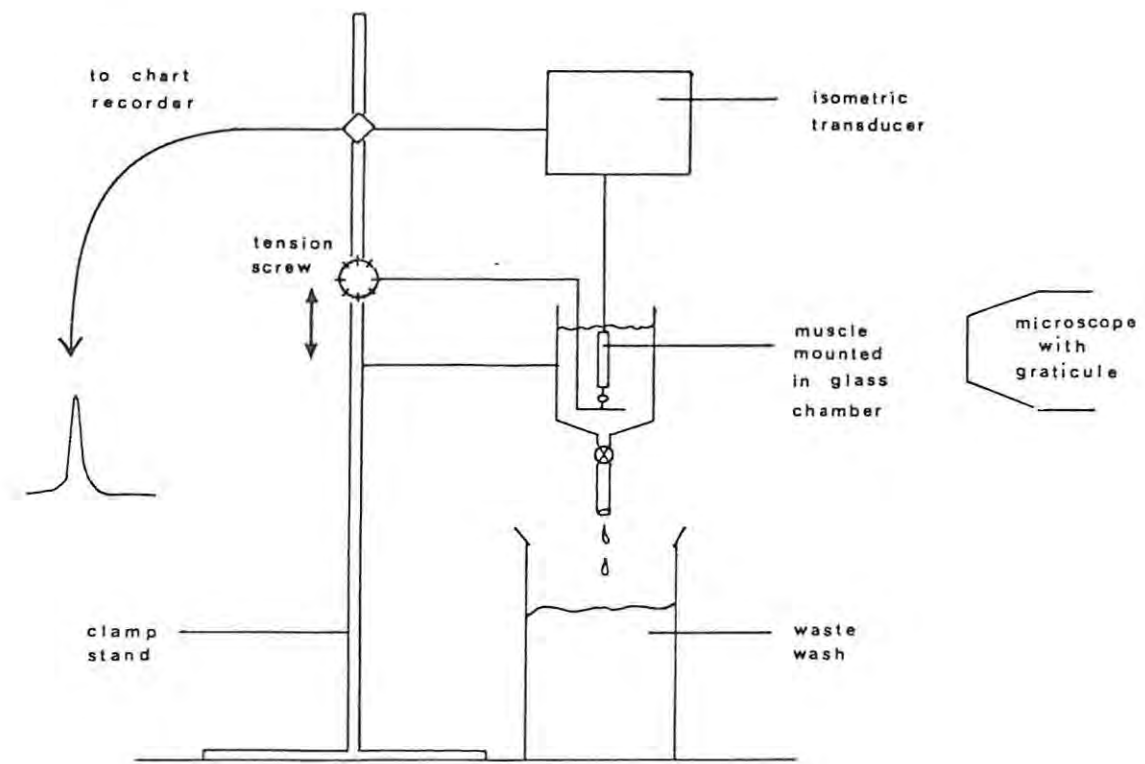 to chart
recorder
isometric
transducer
tension
screw
muscle
mounted
in glass
chamber
microscope
with
graticule
clamp
stand
waste
wash